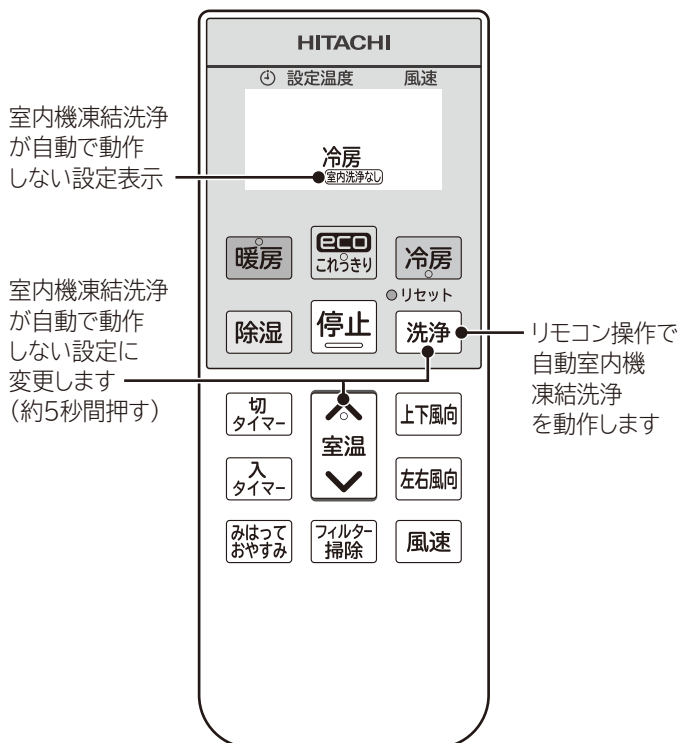 HITACHI
設定温度 風速
室内機凍結洗浄
が自動で動作
しない設定表示
冷房
室内洗浄なし
暖房
eco
これっきり
冷房
リセット
除湿
停止
洗浄
室内機凍結洗浄
が自動で動作
しない設定に
変更します
(約5秒間押す)
リモコン操作で
自動室内機
凍結洗浄
を動作します
切
タイマー
室温
上下風向
入
タイマー
左右風向
みはって
おやすみ
フィルター
掃除
風速